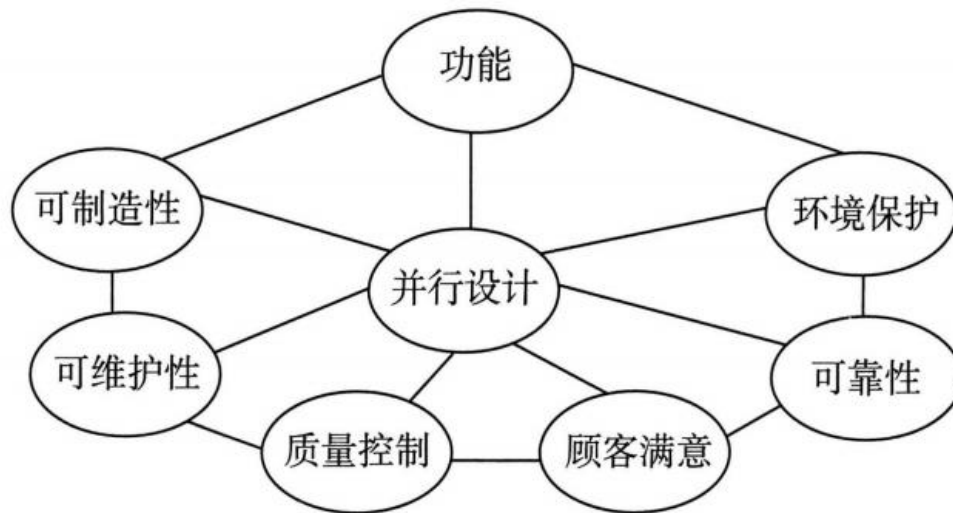 功能
可制造性
环境保护
并行设计
可维护性
可靠性
质量控制
顾客满意